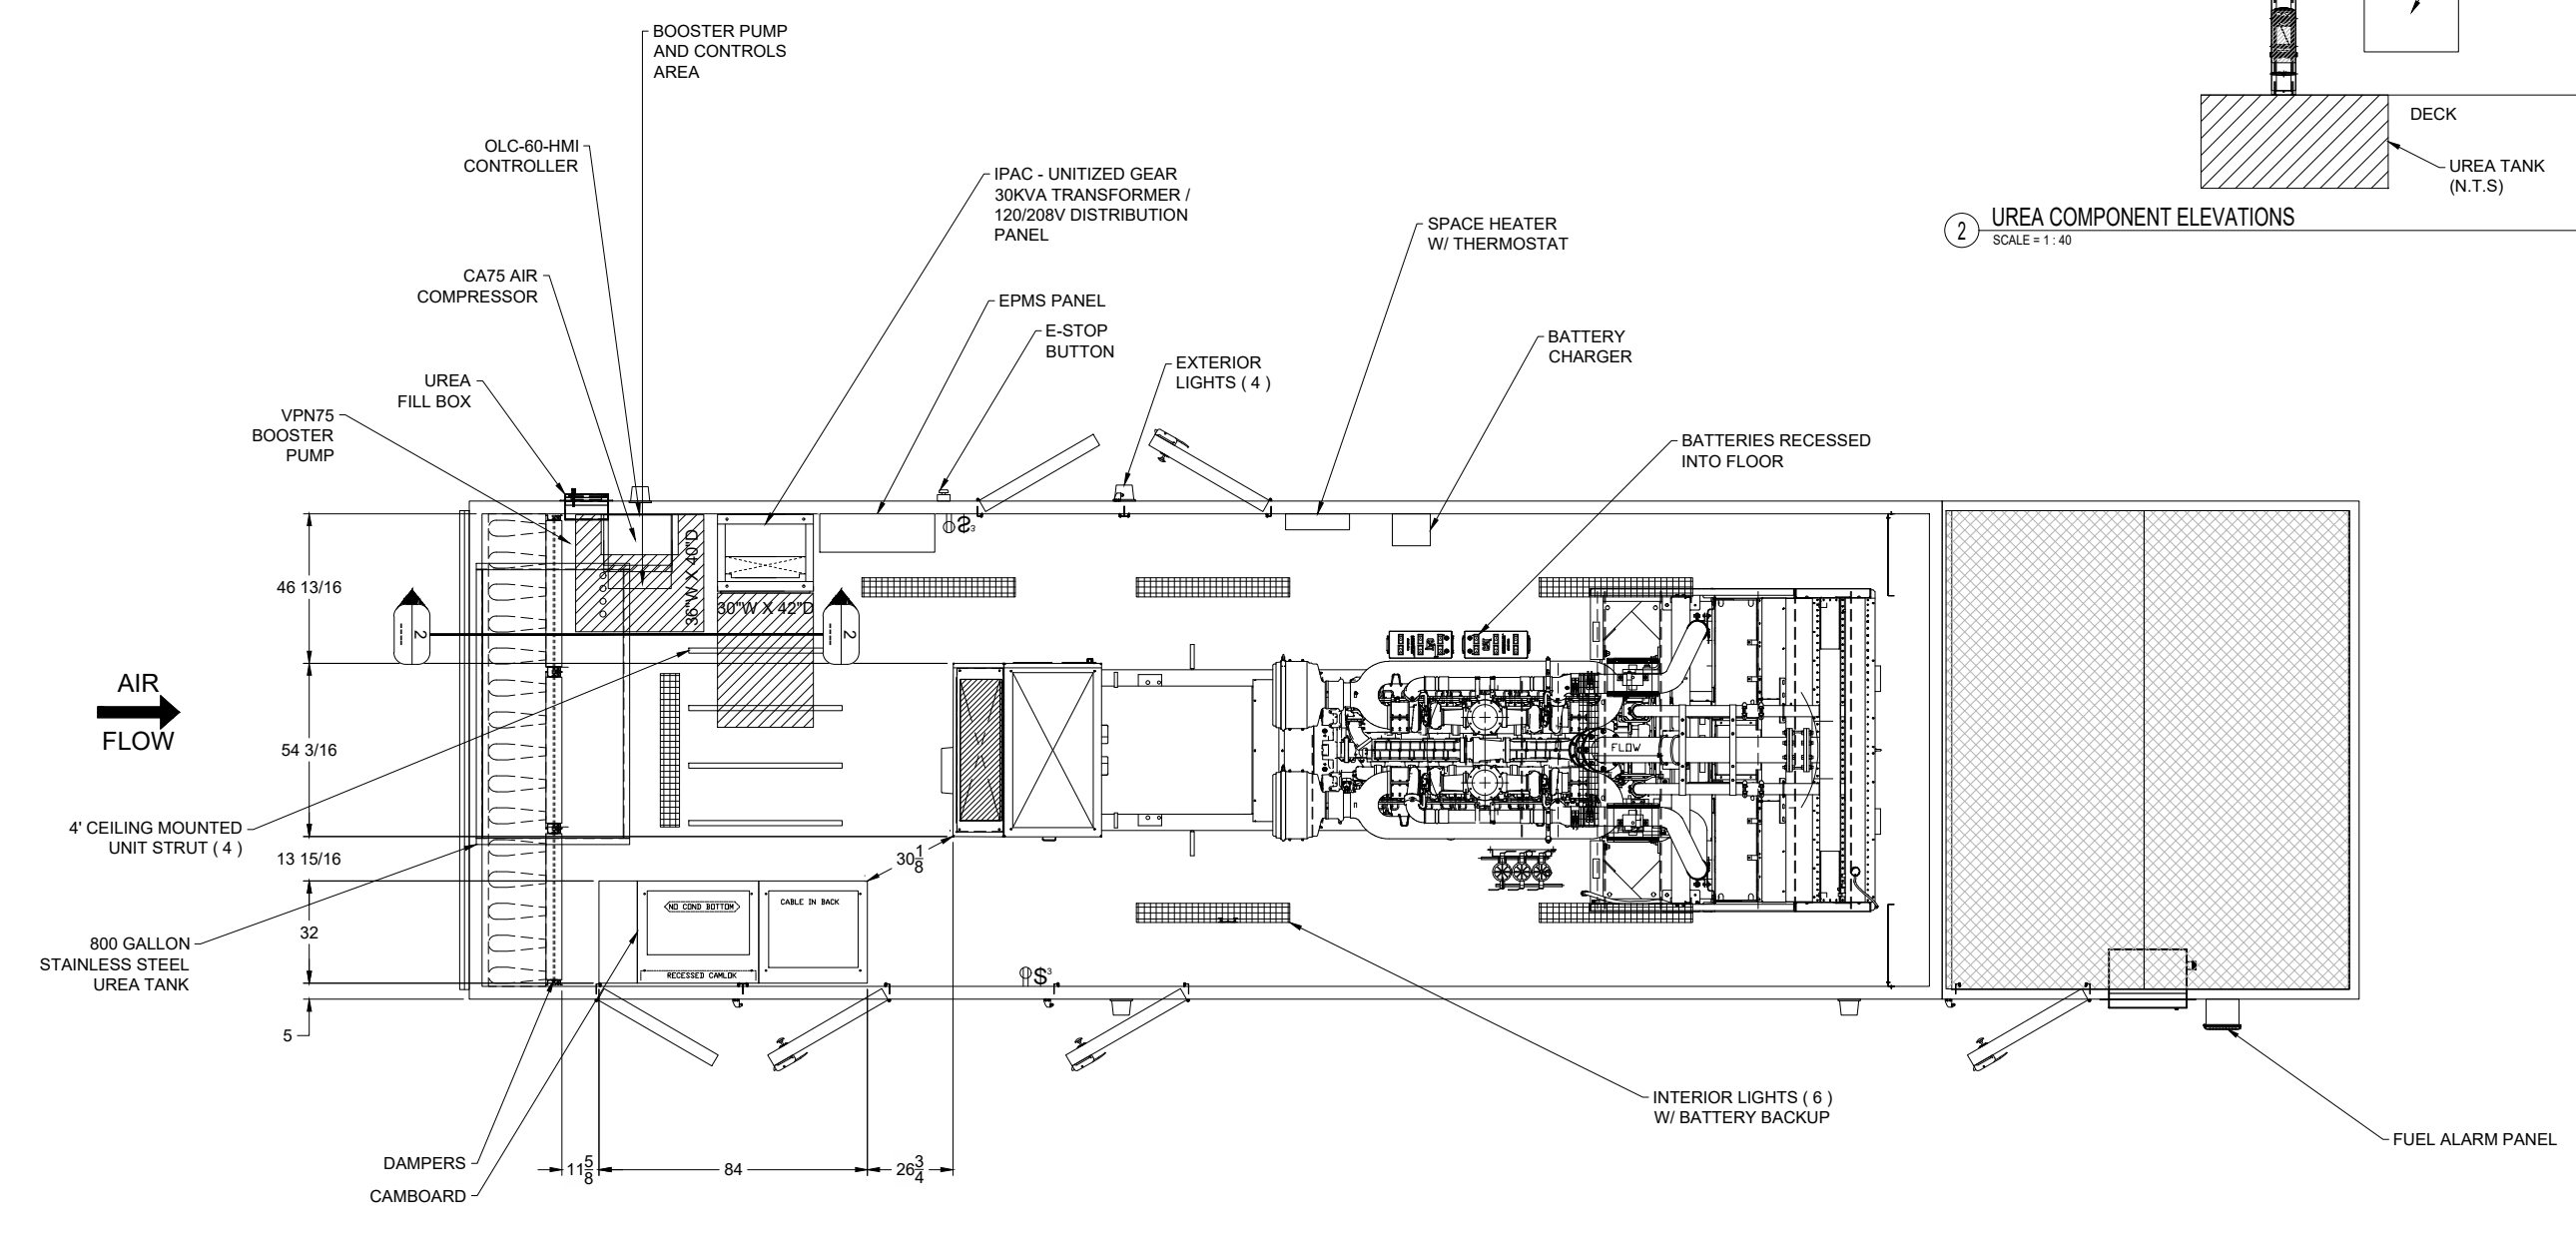 BOOSTER PUMP
AND CONTROLS
AREA
OLC-60-HMI
CONTROLLER
IPAC - UNITIZED GEAR
30KVA TRANSFORMER /
120/208V DISTRIBUTION
PANEL
DECK
UREA TANK
(N.T.S)
2
UREA COMPONENT ELEVATIONS
SCALE = 1 : 40
SPACE HEATER
W/ THERMOSTAT
CA75 AIR
COMPRESSOR
EPMS PANEL
E-STOP
BUTTON
BATTERY
CHARGER
EXTERIOR
LIGHTS ( 4 )
UREA
FILL BOX
VPN75
BOOSTER
PUMP
BATTERIES RECESSED
INTO FLOOR
$3
36"W X 40"D
30"W X 42"D
46 13/16
2
2
AIR
FLOW
54 3/16
FLOW
4' CEILING MOUNTED
UNIT STRUT ( 4 )
13 15/16
30 1/8
NO COND BOTTOM
CABLE IN BACK
RECESSED CAMLOK
32
800 GALLON
STAINLESS STEEL
UREA TANK
$3
5
INTERIOR LIGHTS ( 6 )
W/ BATTERY BACKUP
FUEL ALARM PANEL
DAMPERS
11 5/8
84
26 3/4
CAMBOARD